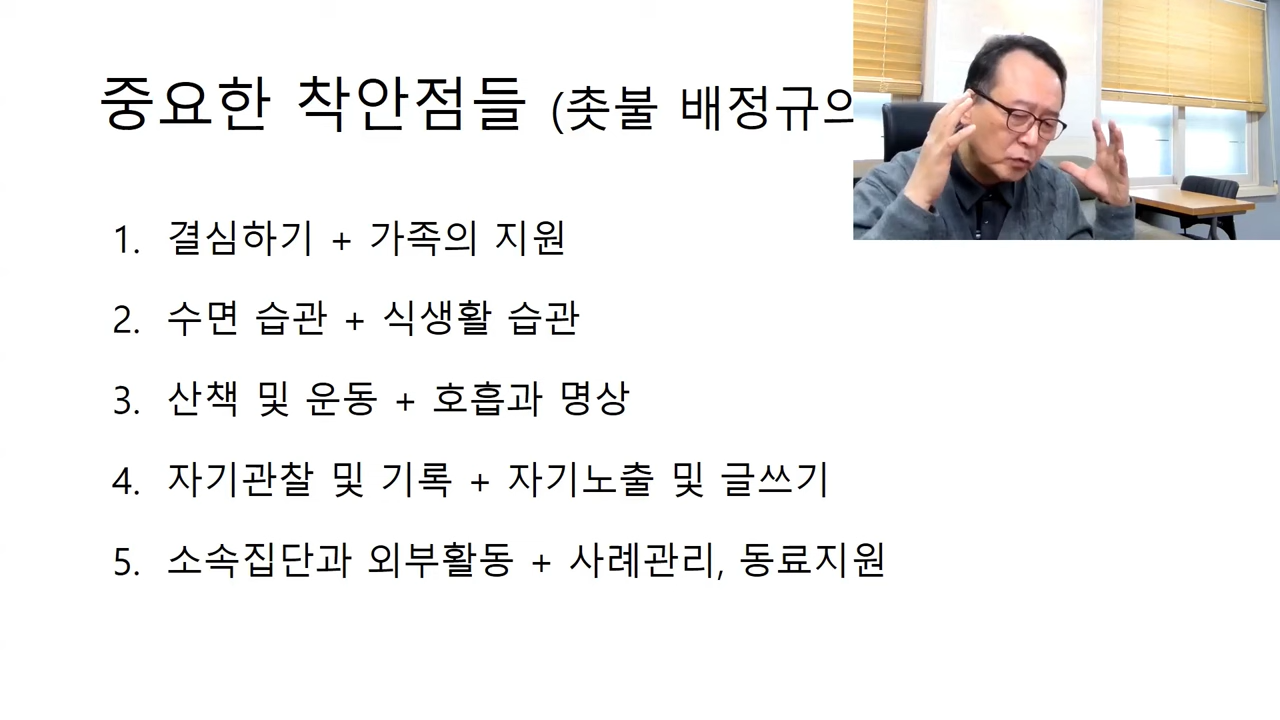 중요한 착안점들 (촛불 배정규의
1. 결심하기 + 가족의 지원
2. 수면 습관 + 식생활 습관
3. 산책 및 운동 + 호흡과 명상
4. 자기관찰 및 기록 + 자기노출 및 글쓰기
5. 소속집단과 외부활동 + 사례관리, 동료지원